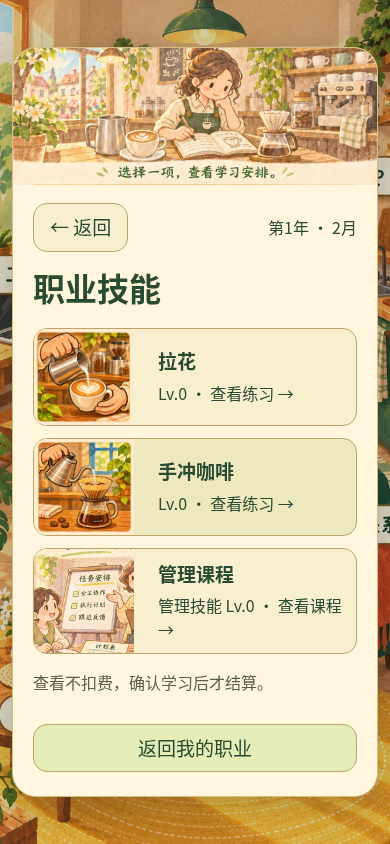 选择一项，查看学习安排。
← 返回
第1年 · 2月
职业技能
拉花
Lv.0 · 查看练习 →
手冲咖啡
Lv.0 · 查看练习 →
任务安排
分工协作
执行计划
跟进反馈
计划表
管理课程
管理技能 Lv.0 · 查看课程
→
查看不扣费，确认学习后才结算。
返回我的职业